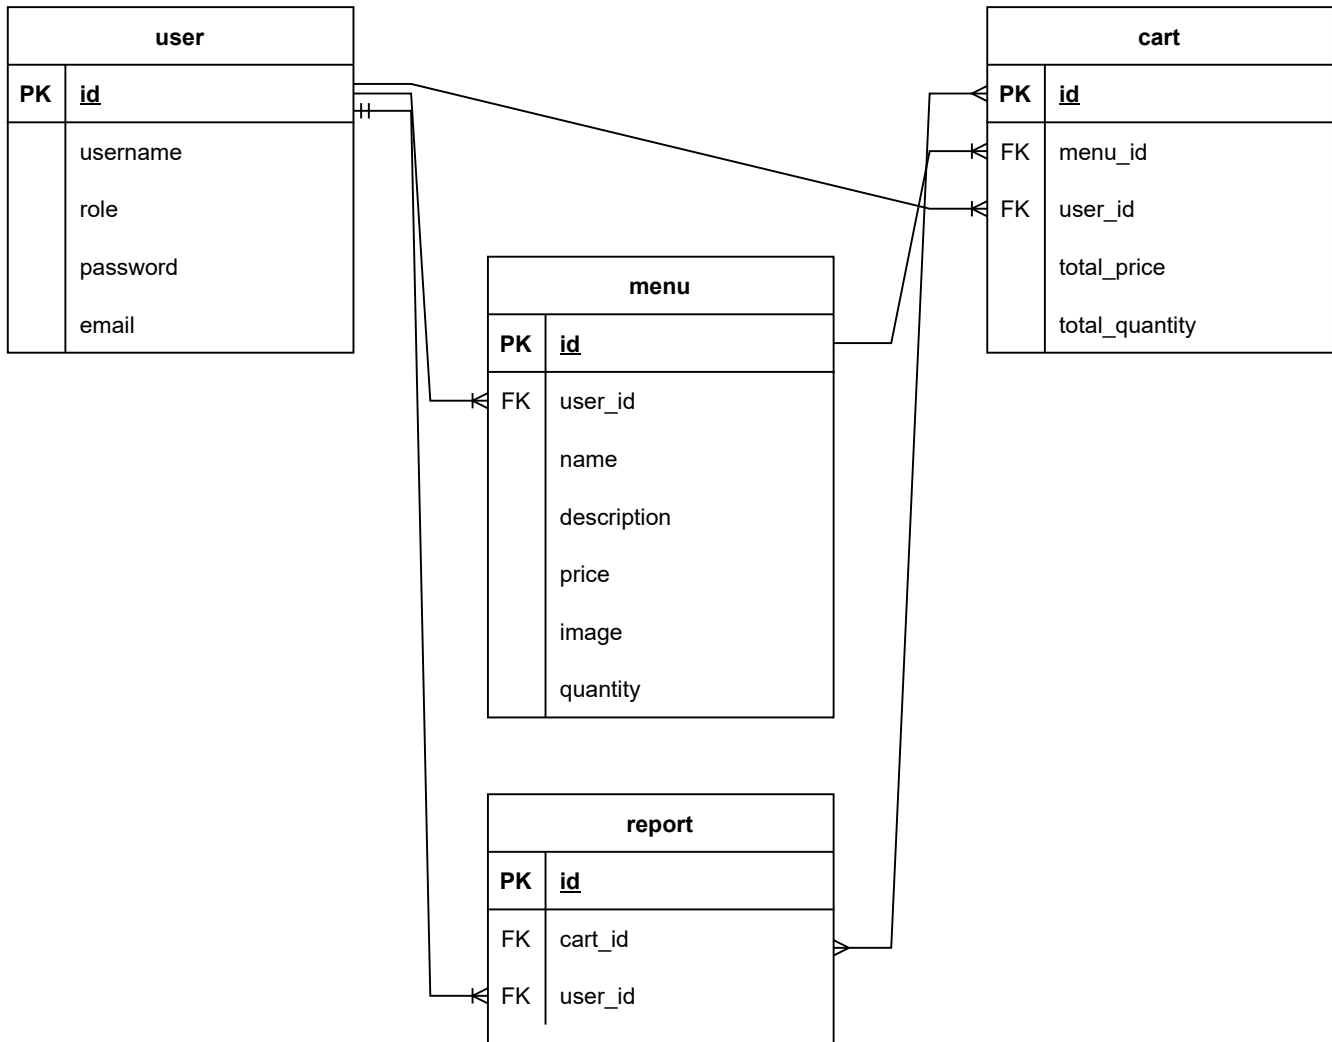 user
PK id
username
role
password
email
cart
PK id
FK menu_id
FK user_id
total_price
total_quantity
menu
PK id
FK user_id
name
description
price
image
quantity
report
PK id
FK cart_id
FK user_id